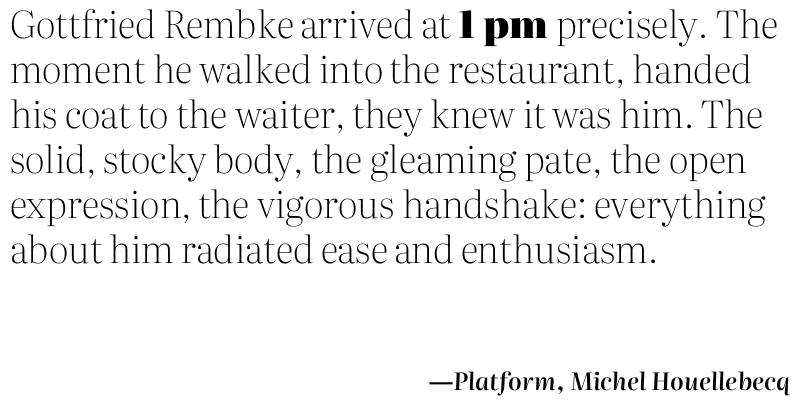 Gottfried Rembke arrived at 1 pm precisely. The
moment he walked into the restaurant, handed
his coat to the waiter, they knew it was him. The
solid, stocky body, the gleaming pate, the open
expression, the vigorous handshake: everything
about him radiated ease and enthusiasm.
—Platform, Michel Houellebecq